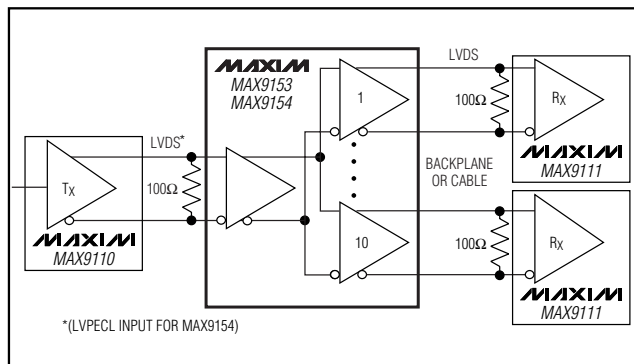 MAXIM
MAX9153
MAX9154
LVDS
1
100Ω
RX
MAXIM
MAX9111
LVDS*
TX
100Ω
MAXIM
MAX9110
BACKPLANE
OR CABLE
10
100Ω
RX
MAXIM
MAX9111
*(LVPECL INPUT FOR MAX9154)